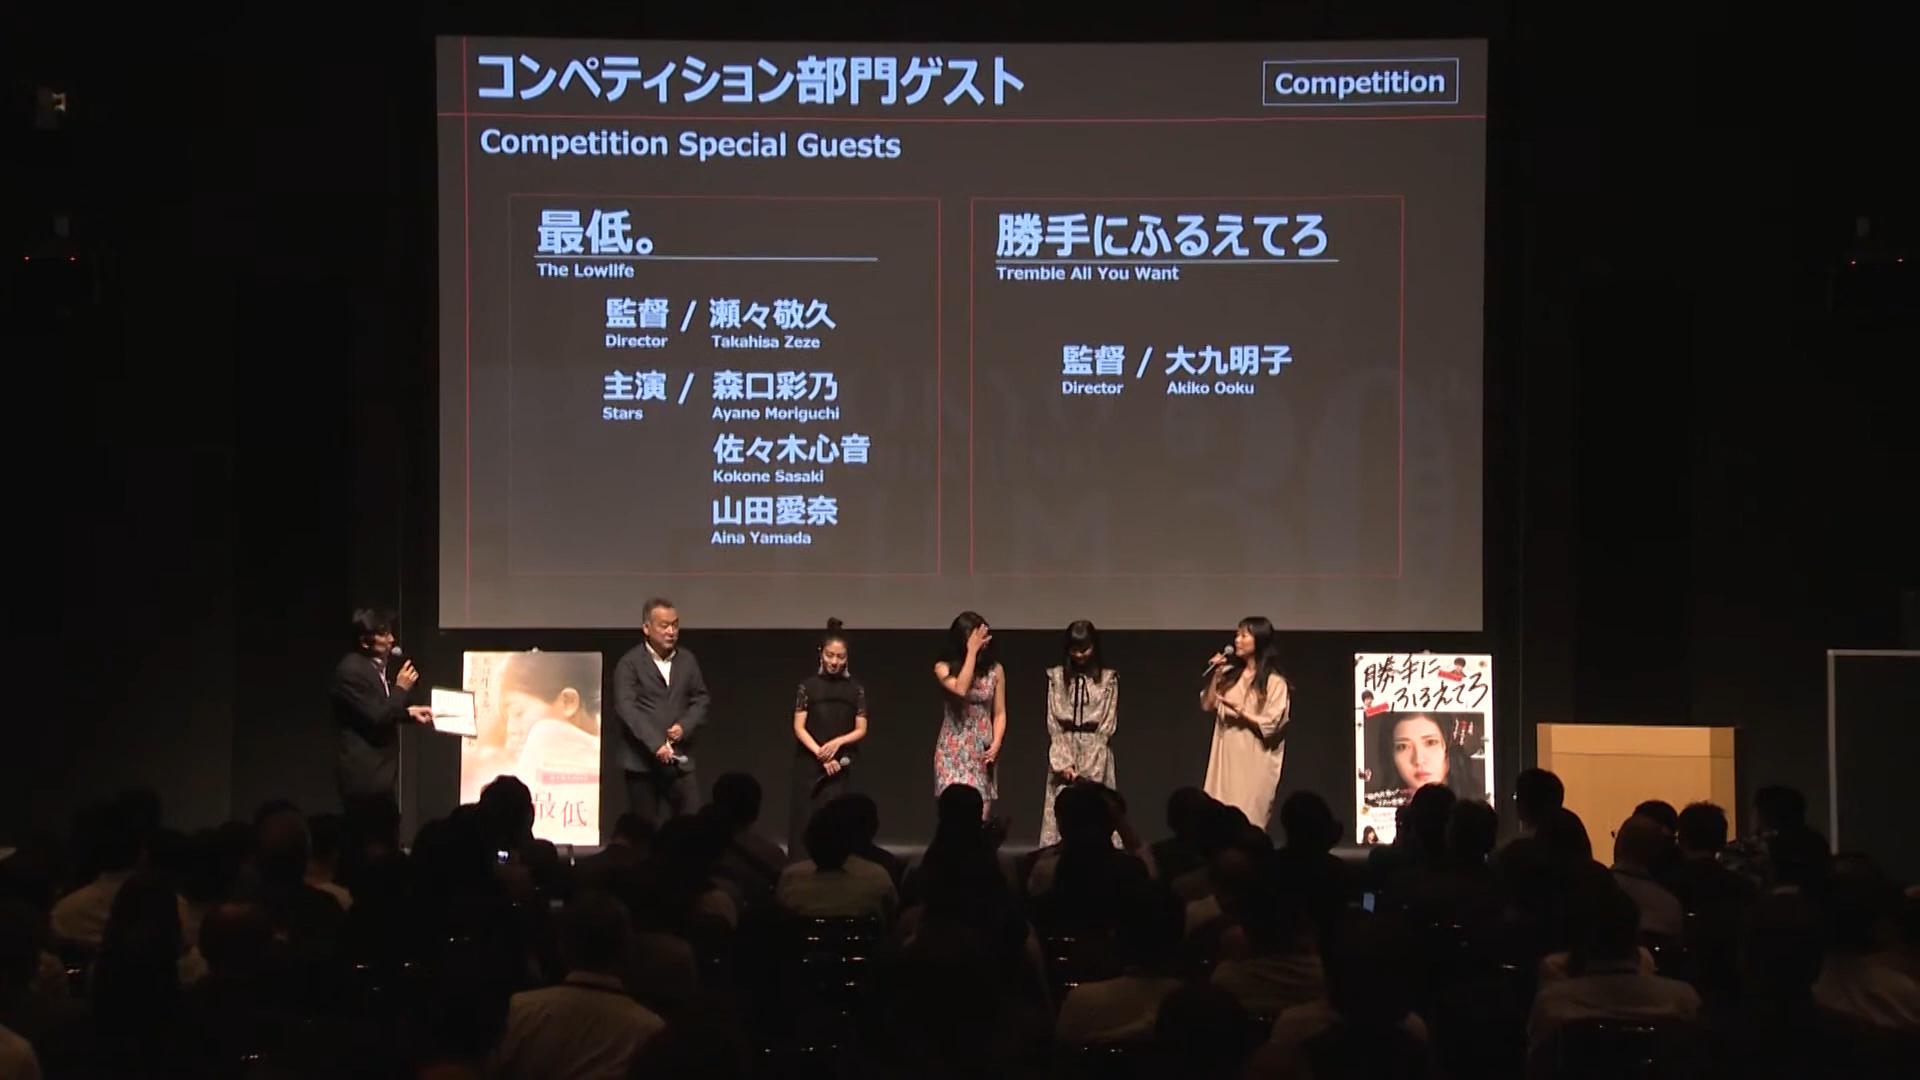 コンペティション部門ゲスト
Competition
Competition Special Guests
最低。
The Lowlife
監督 / 瀬々敬久
Director Takahisa Zeze
主演 / 森口彩乃
Stars Ayano Moriguchi
佐々木心音
Kokone Sasaki
山田愛奈
Aina Yamada
勝手にふるえてろ
Tremble All You Want
監督 / 大九明子
Director Akiko Ooku
最低
勝手に
ふるえてろ